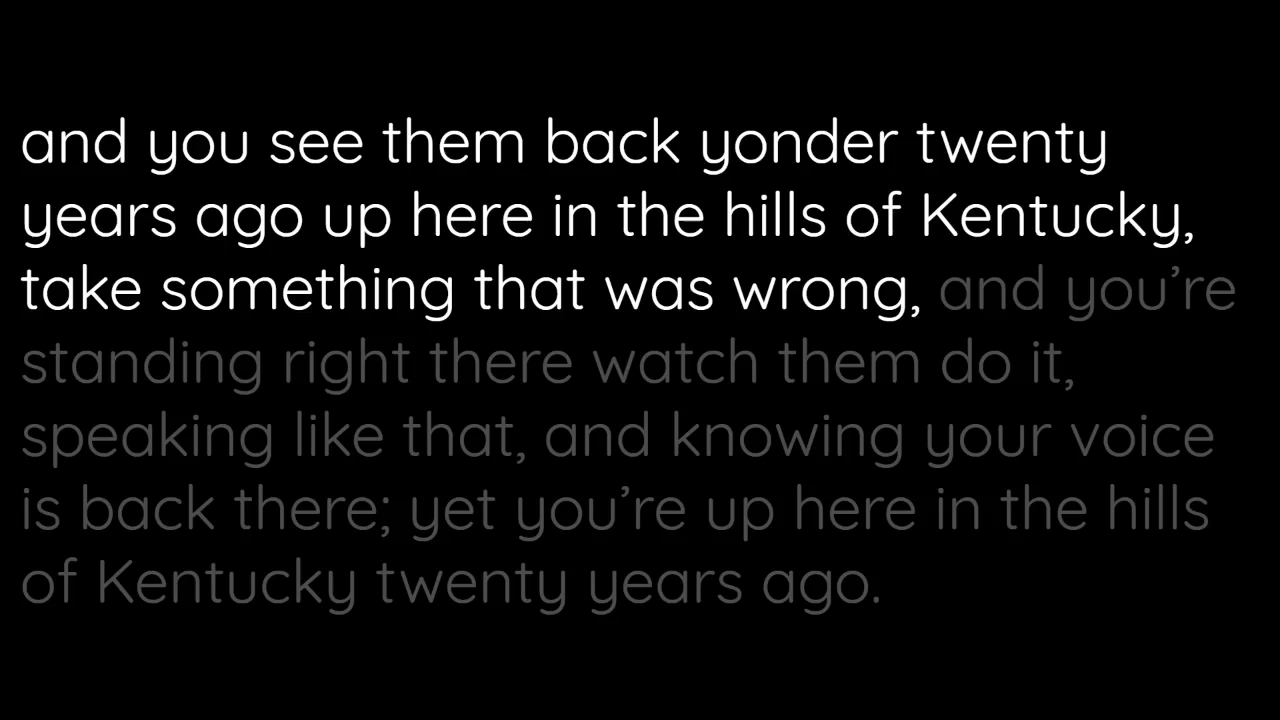 and you see them back yonder twenty
years ago up here in the hills of Kentucky,
take something that was wrong, and you’re
standing right there watch them do it,
speaking like that, and knowing your voice
is back there; yet you’re up here in the hills
of Kentucky twenty years ago.